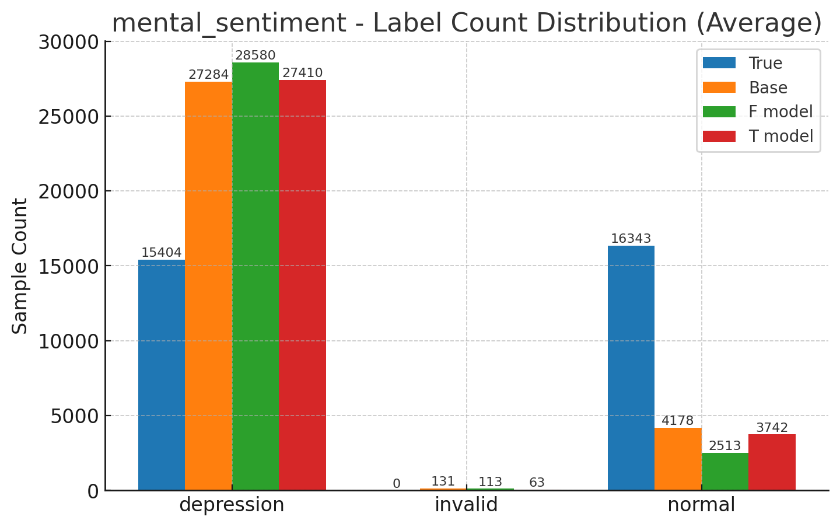 mental_sentiment - Label Count Distribution (Average)
30000
25000
20000
15000
10000
5000
0
Sample Count
True
Base
F model
T model
15404
27284
28580
27410
0
131
113
63
16343
4178
2513
3742
depression
invalid
normal